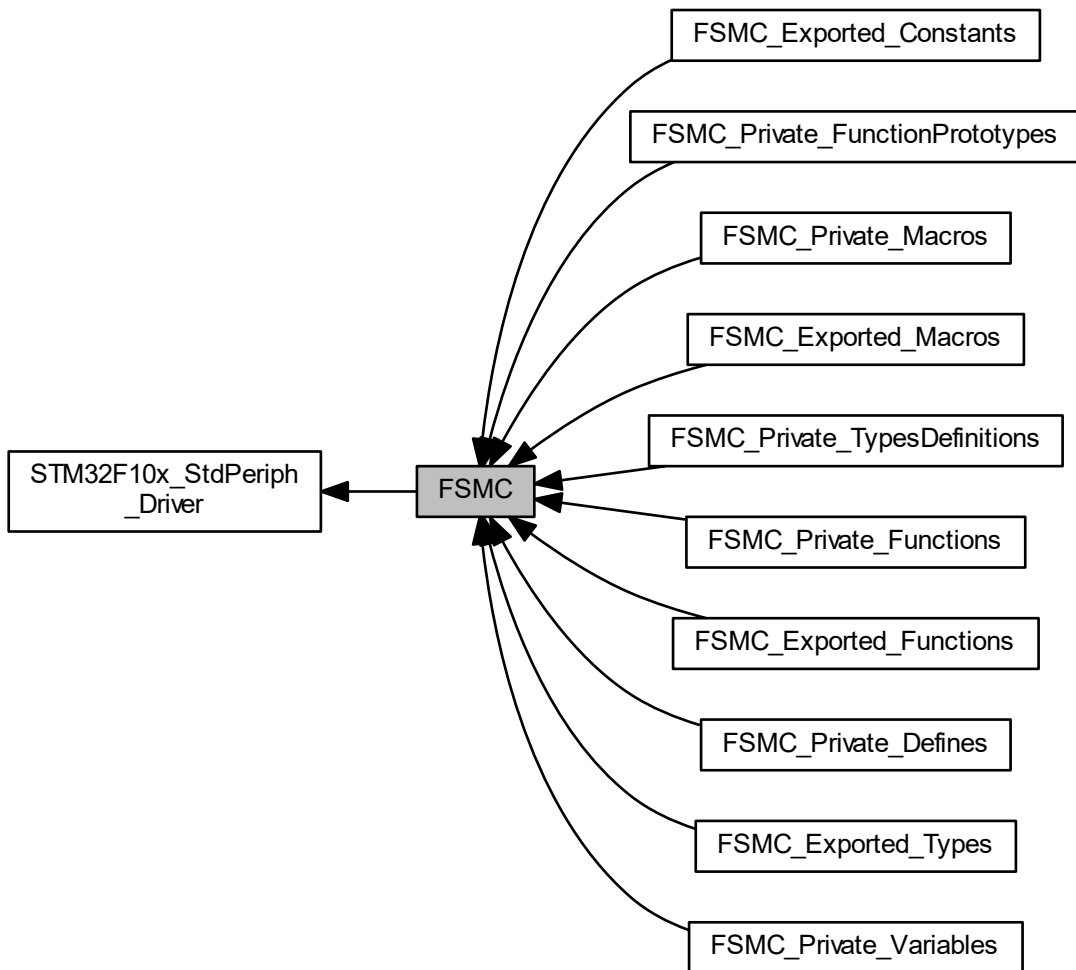 FSMC_Exported_Constants
FSMC_Private_FunctionPrototypes
FSMC_Private_Macros
FSMC_Exported_Macros
FSMC_Private_TypesDefinitions
STM32F10x_StdPeriph
_Driver
FSMC
FSMC_Private_Functions
FSMC_Exported_Functions
FSMC_Private_Defines
FSMC_Exported_Types
FSMC_Private_Variables